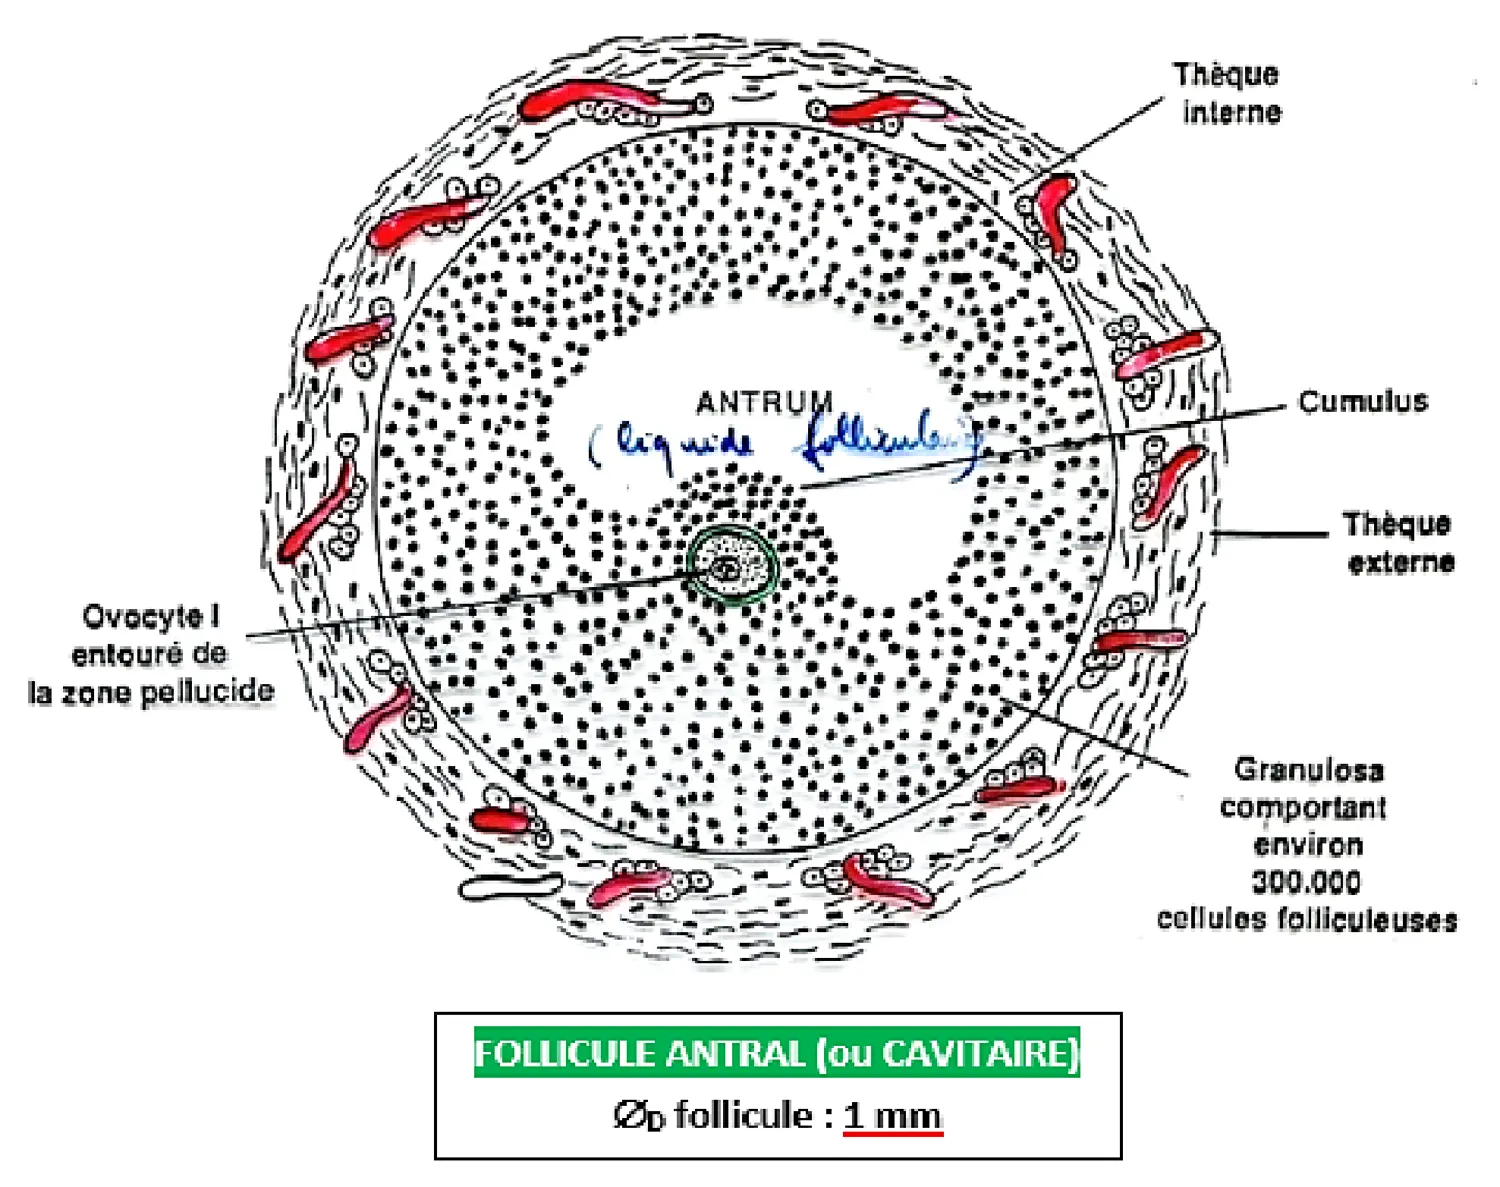 Thèque
interne
ANTRUM
(liquide folliculaire)
Cumulus
Thèque
externe
Ovocyte I
entouré de
la zone pellucide
Granulosa
comportant
environ
300.000
cellules folliculeuses
FOLLICULE ANTRAL (ou CAVITAIRE)
∅D follicule : 1 mm